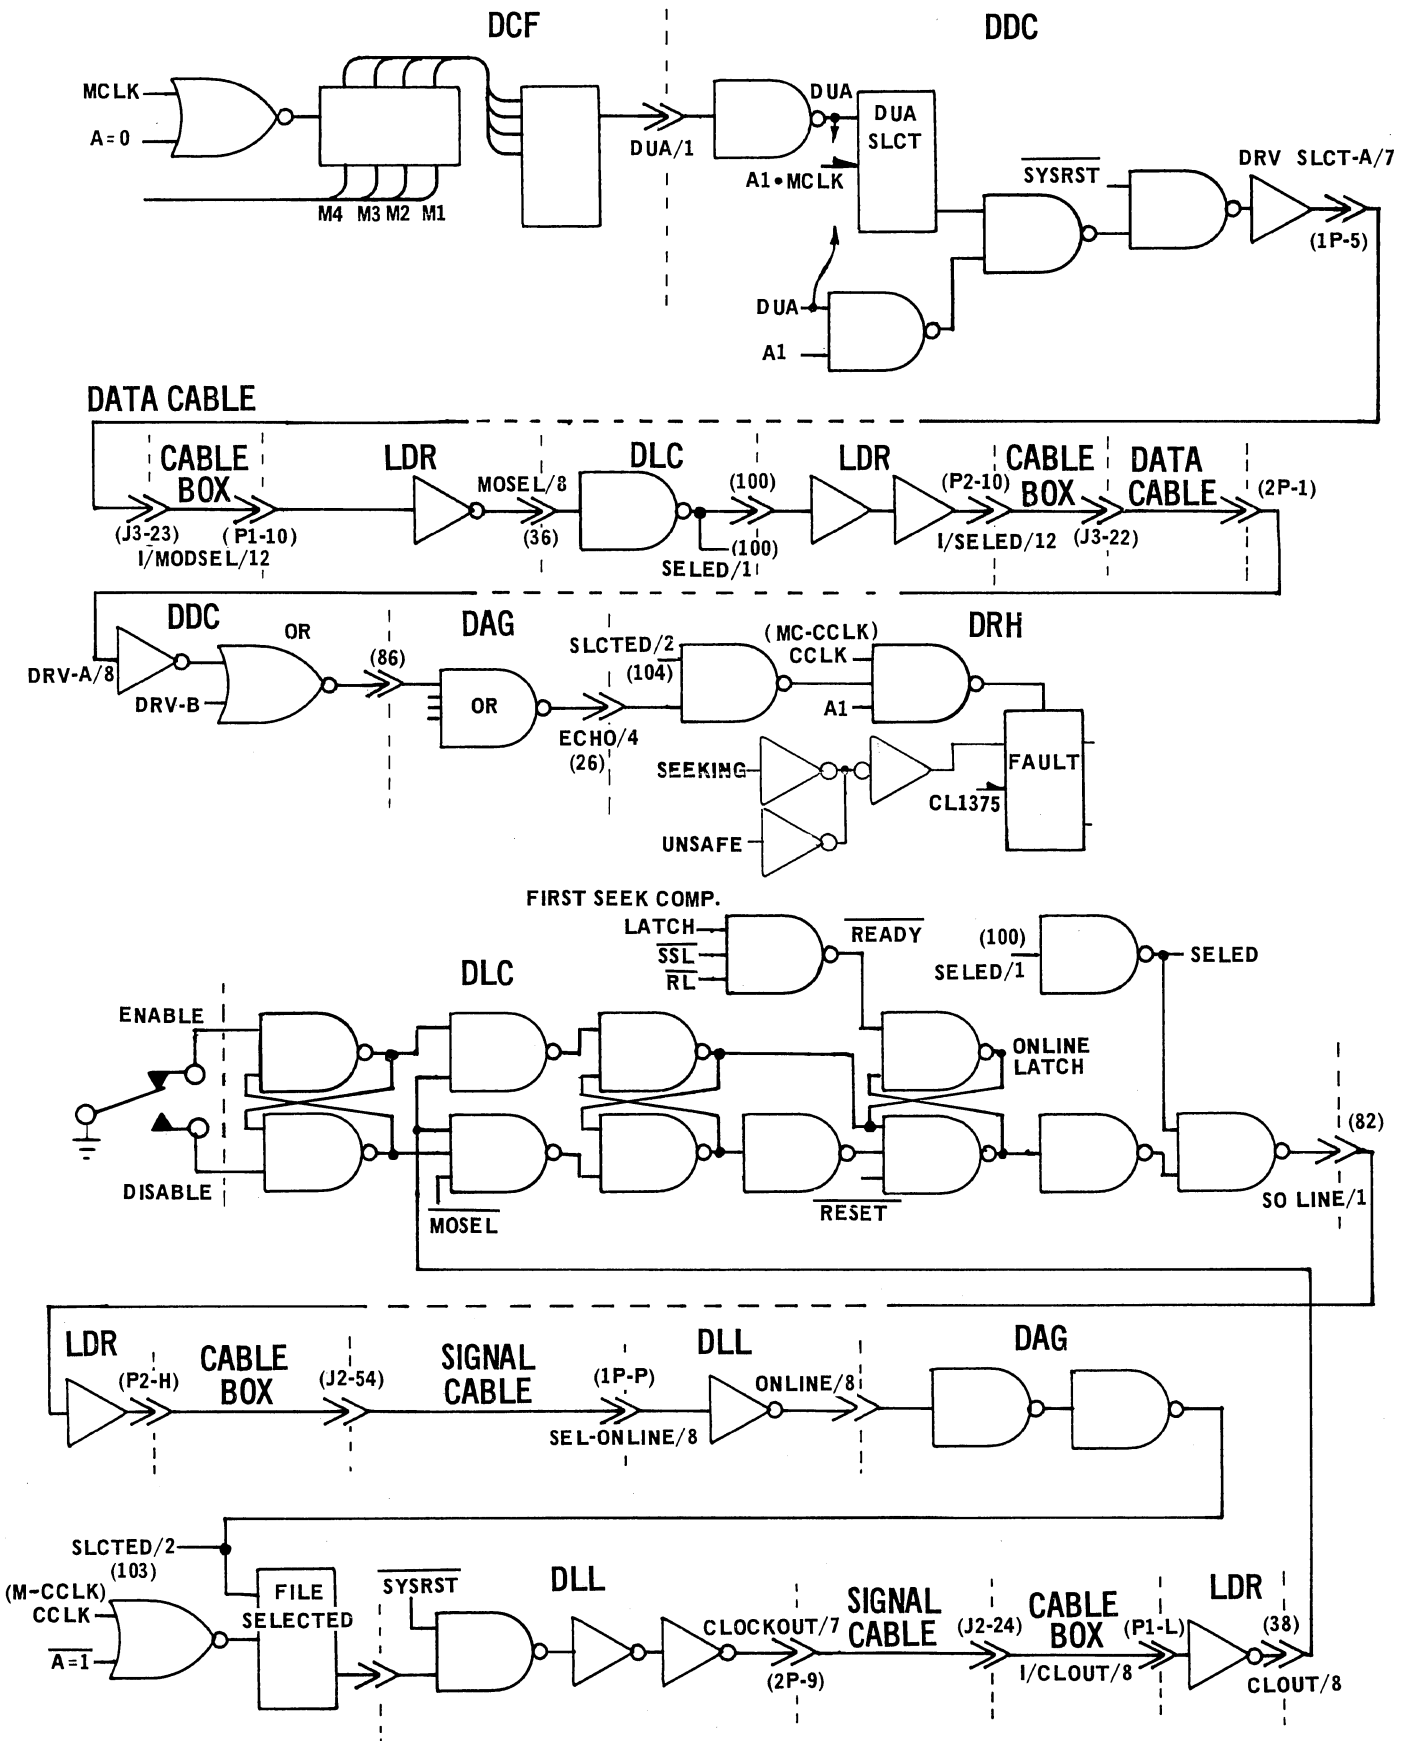 DCF
DDC
MCLK
A=0
M4 M3 M2 M1
DUA/1
DUA
DUA
SLCT
A1•MCLK
SYSRST
DRV SLCT-A/7
(1P-5)
DUA
A1
DATA CABLE
CABLE
BOX
LDR
DLC
LDR
CABLE
BOX
DATA
CABLE
(J3-23)
I/MODSEL/12
(P1-10)
MOSEL/8
(36)
(100)
(100)
SELED/1
(P2-10)
I/SELED/12
(J3-22)
(2P-1)
DDC
OR
DAG
DRH
DRV-A/8
DRV-B
(86)
OR
ECHO/4
(26)
SLCTED/2
(104)
(MC-CCLK)
CCLK
A1
SEEKING
UNSAFE
CL1375
FAULT
FIRST SEEK COMP.
LATCH
SSL
RL
READY
(100)
SELED/1
SELED
DLC
ENABLE
DISABLE
MOSEL
ONLINE
LATCH
RESET
(82)
SO LINE/1
LDR
(P2-H)
CABLE
BOX
(J2-54)
SIGNAL
CABLE
(1P-P)
SEL-ONLINE/8
DLL
ONLINE/8
DAG
SLCTED/2
(103)
(M-CCLK)
CCLK
A=1
FILE
SELECTED
SYSRST
DLL
CLOCKOUT/7
(2P-9)
SIGNAL
CABLE
(J2-24)
CABLE
BOX
I/CLOUT/8
(P1-L)
LDR
(38)
CLOUT/8